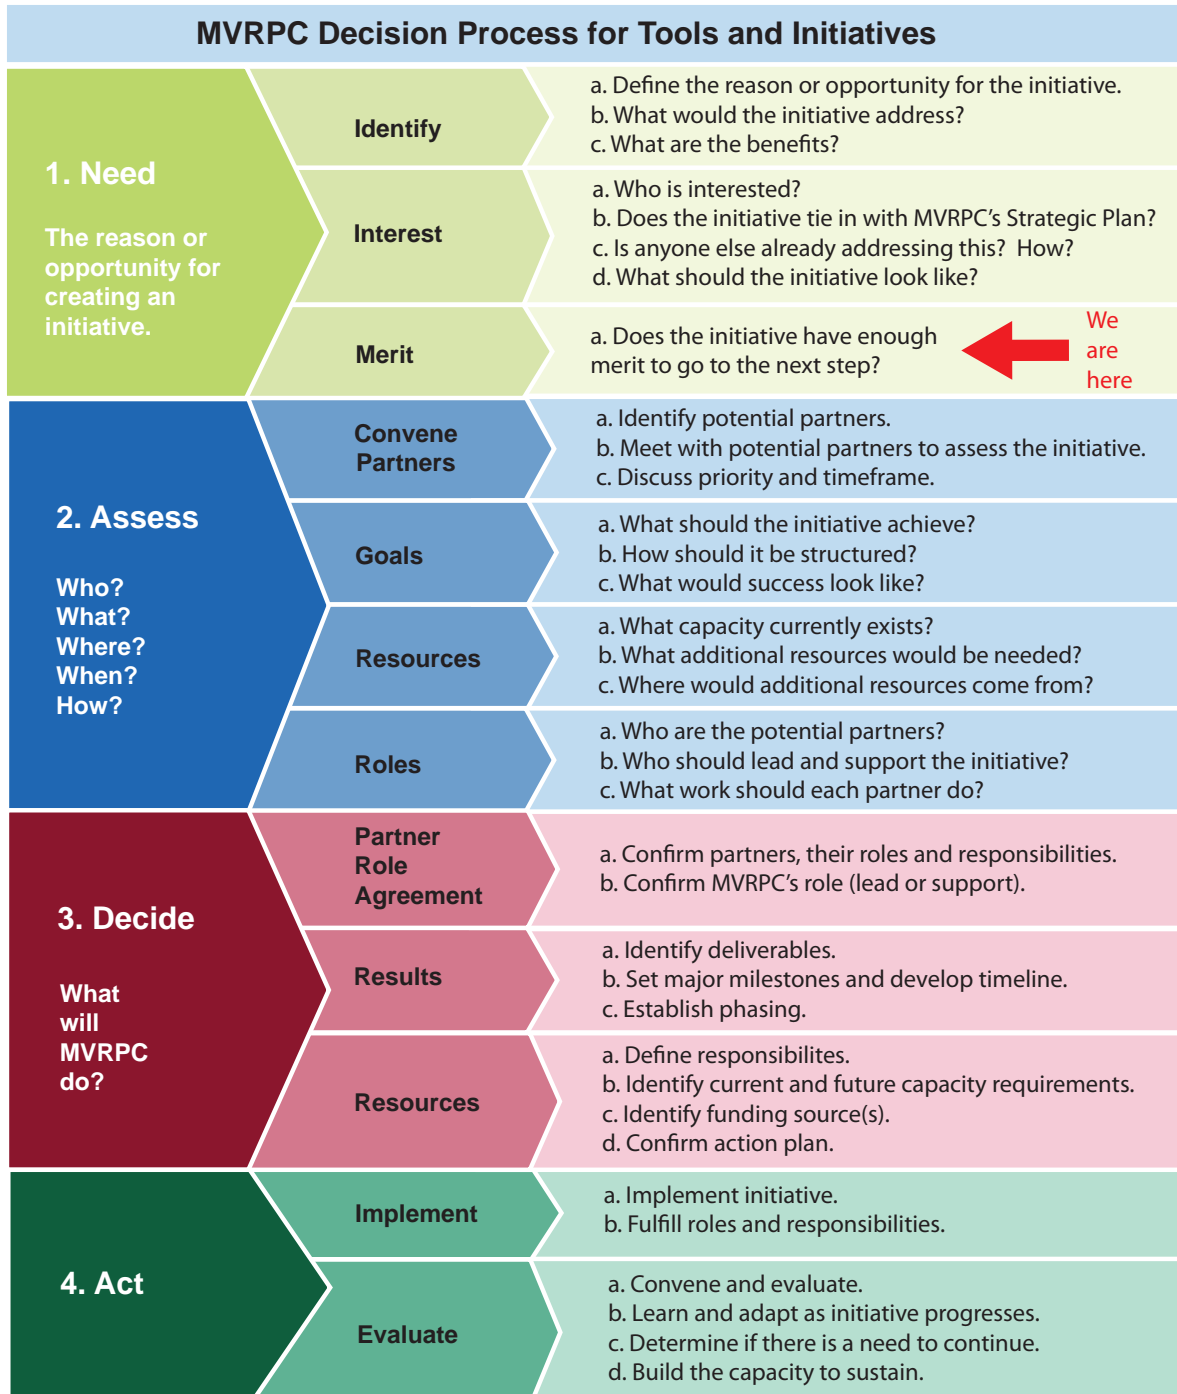 MVRPC Decision Process for Tools and Initiatives
1. Need
The reason or
opportunity for
creating an
initiative.
Identify
a. Define the reason or opportunity for the initiative.
b. What would the initiative address?
c. What are the benefits?
Interest
a. Who is interested?
b. Does the initiative tie in with MVRPC's Strategic Plan?
c. Is anyone else already addressing this?  How?
d. What should the initiative look like?
Merit
a. Does the initiative have enough
merit to go to the next step?
We
are
here
2. Assess
Who?
What?
Where?
When?
How?
Convene
Partners
a. Identify potential partners.
b. Meet with potential partners to assess the initiative.
c. Discuss priority and timeframe.
Goals
a. What should the initiative achieve?
b. How should it be structured?
c. What would success look like?
Resources
a. What capacity currently exists?
b. What additional resources would be needed?
c. Where would additional resources come from?
Roles
a. Who are the potential partners?
b. Who should lead and support the initiative?
c. What work should each partner do?
3. Decide
What
will
MVRPC
do?
Partner
Role
Agreement
a. Confirm partners, their roles and responsibilities.
b. Confirm MVRPC's role (lead or support).
Results
a. Identify deliverables.
b. Set major milestones and develop timeline.
c. Establish phasing.
Resources
a. Define responsibilites.
b. Identify current and future capacity requirements.
c. Identify funding source(s).
d. Confirm action plan.
4. Act
Implement
a. Implement initiative.
b. Fulfill roles and responsibilities.
Evaluate
a. Convene and evaluate.
b. Learn and adapt as initiative progresses.
c. Determine if there is a need to continue.
d. Build the capacity to sustain.